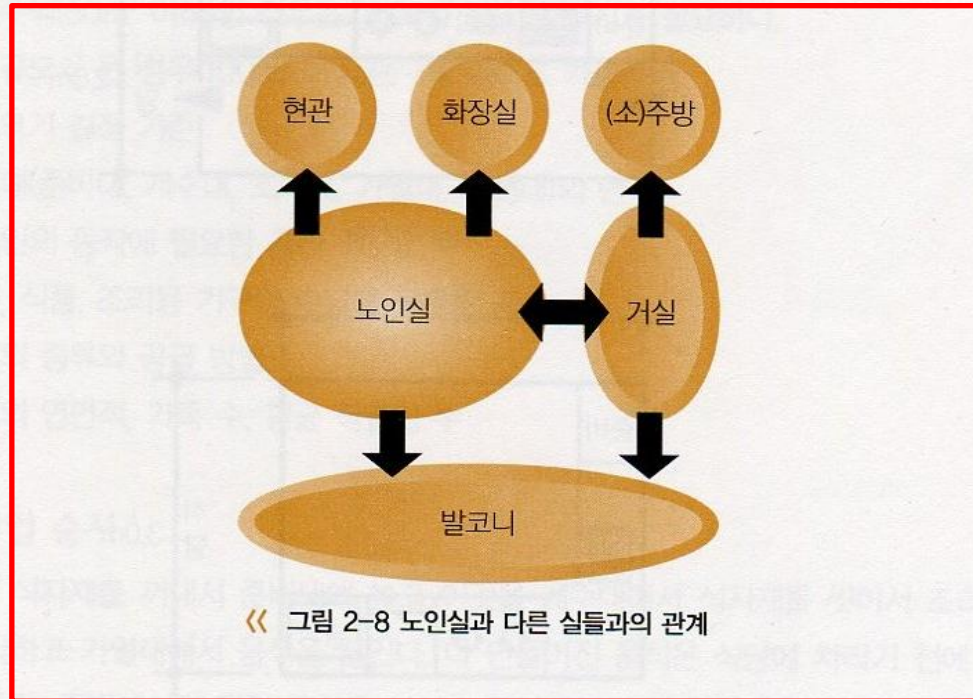 현관 화장실 (소)주방
노인실 거실
발코니
《 그림 2-8 노인실과 다른 실들과의 관계